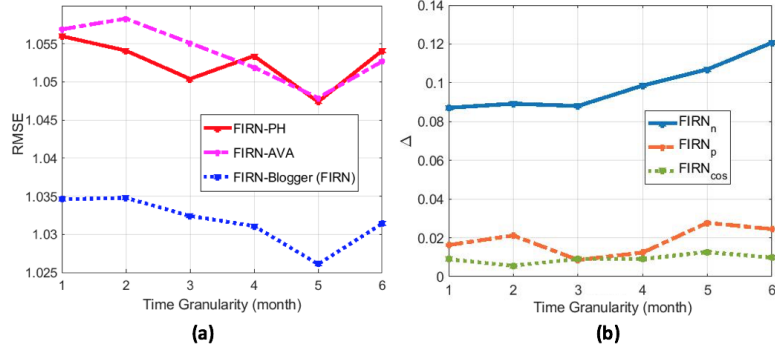 1.055
1.05
1.045
1.04
1.035
1.03
1.025
RMSE
FIRN-PH
FIRN-AVA
FIRN-Blogger (FIRN)
1 2 3 4 5 6
Time Granularity (month)
(a)
0.14
0.12
0.1
0.08
0.06
0.04
0.02
0
Δ
FIRNn
FIRNp
FIRNcos
1 2 3 4 5 6
Time Granularity (month)
(b)